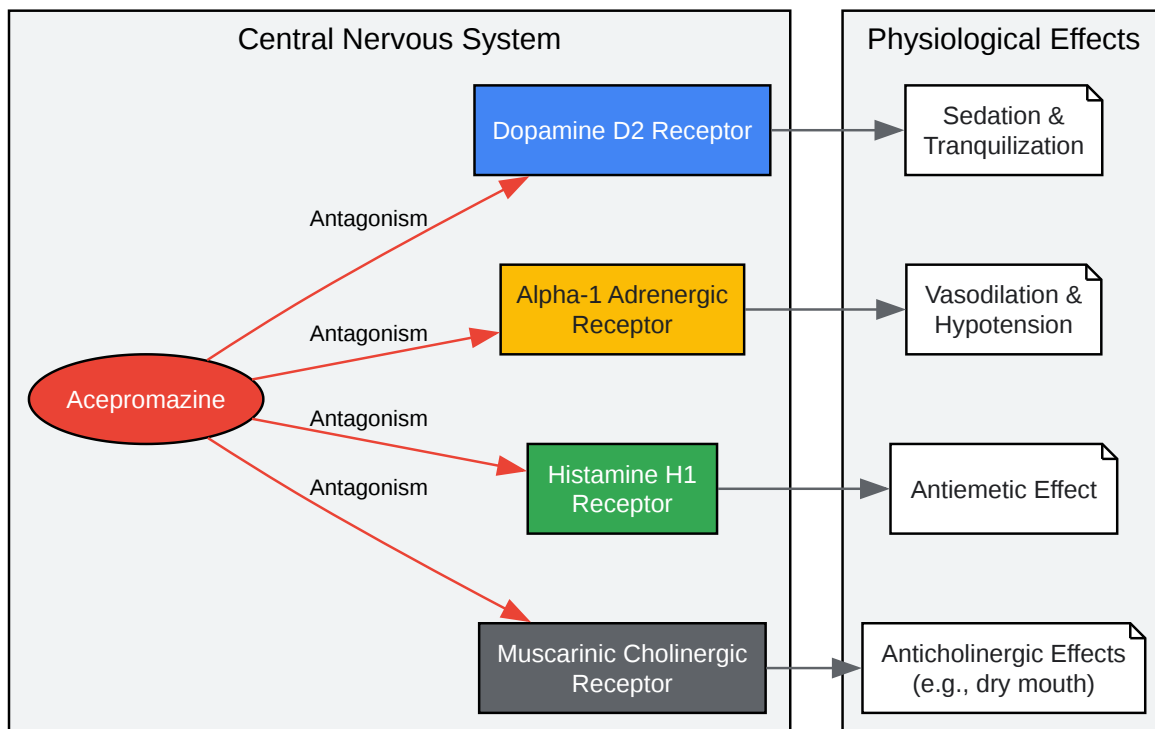 Central Nervous System
Physiological Effects
Dopamine D2 Receptor
Sedation &
Tranquilization
Antagonism
Alpha-1 Adrenergic
Receptor
Vasodilation &
Hypotension
Antagonism
Acepromazine
Antagonism
Histamine H1
Receptor
Antiemetic Effect
Antagonism
Muscarinic Cholinergic
Receptor
Anticholinergic Effects
(e.g., dry mouth)